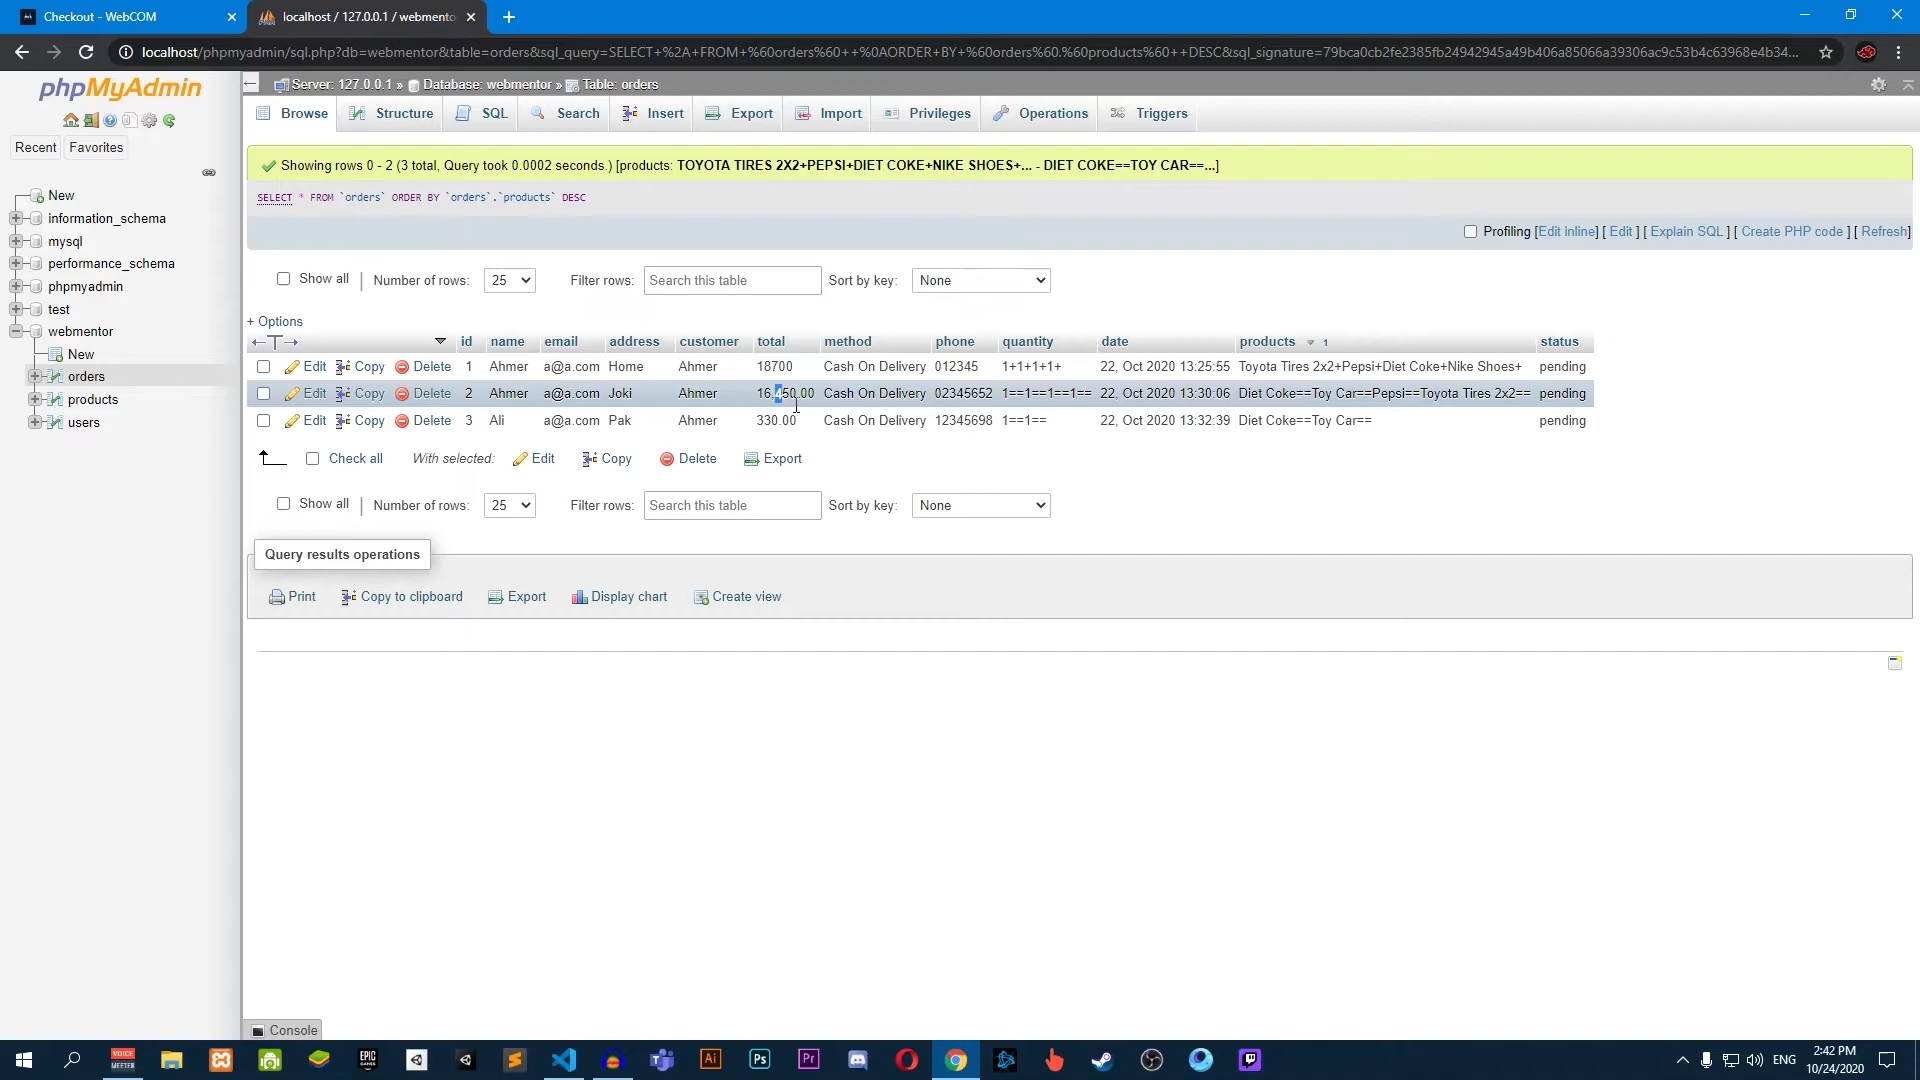 Checkout - WebCOM
localhost / 127.0.0.1 / webmento
localhost/phpmyadmin/sql.php?db=webmentor&table=orders&sql_query=SELECT+%2A+FROM+%60orders%60++%0AORDER+BY+%60orders%60.%60products%60++DESC&sql_signature=79bca0cb2fe2385fb24942945a49b406a85066a39306ac9c53b4c63968e4b34...
phpMyAdmin
Recent Favorites
New
information_schema
mysql
performance_schema
phpmyadmin
test
webmentor
New
orders
products
users
Server: 127.0.0.1 » Database: webmentor » Table: orders
Browse Structure SQL Search Insert Export Import Privileges Operations Triggers
Showing rows 0 - 2 (3 total, Query took 0.0002 seconds.) [products: TOYOTA TIRES 2X2+PEPSI+DIET COKE+NIKE SHOES+... - DIET COKE==TOY CAR==...]
SELECT * FROM `orders` ORDER BY `orders`.`products` DESC
Profiling [Edit inline] [ Edit ] [ Explain SQL ] [ Create PHP code ] [ Refresh]
Show all | Number of rows: 25 Filter rows: Search this table Sort by key: None
+ Options
←T→ id name email address customer total method phone quantity date products 1 status
Edit Copy Delete 1 Ahmer a@a.com Home Ahmer 18700 Cash On Delivery 012345 1+1+1+1+ 22, Oct 2020 13:25:55 Toyota Tires 2x2+Pepsi+Diet Coke+Nike Shoes+ pending
Edit Copy Delete 2 Ahmer a@a.com Joki Ahmer 16,450.00 Cash On Delivery 02345652 1==1==1==1== 22, Oct 2020 13:30:06 Diet Coke==Toy Car==Pepsi==Toyota Tires 2x2== pending
Edit Copy Delete 3 Ali a@a.com Pak Ahmer 330.00 Cash On Delivery 12345698 1==1== 22, Oct 2020 13:32:39 Diet Coke==Toy Car== pending
Check all With selected: Edit Copy Delete Export
Show all | Number of rows: 25 Filter rows: Search this table Sort by key: None
Query results operations
Print Copy to clipboard Export Display chart Create view
Console
VOICE MEETER
EPIC GAMES
Ai
Ps
Pr
ENG
2:42 PM
10/24/2020